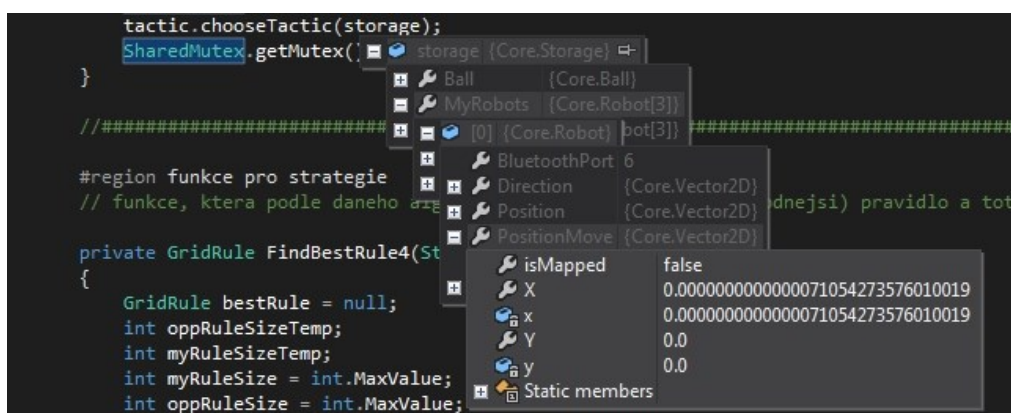 tactic.chooseTactic(storage);
SharedMutex.getMutex()
storage {Core.Storage}
}
Ball {Core.Ball}
MyRobots {Core.Robot[3]}
//############################ [0] {Core.Robot} bot[3]} ##############################
BluetoothPort 6
#region funkce pro strategie
Direction {Core.Vector2D}
// funkce, ktera podle daneho alg
Position {Core.Vector2D}
odnejsi) pravidlo a tot
PositionMove {Core.Vector2D}
private GridRule FindBestRule4(St
isMapped false
{
X 0.0000000000000071054273576010019
GridRule bestRule = null;
x 0.0000000000000071054273576010019
int oppRuleSizeTemp;
Y 0.0
int myRuleSizeTemp;
y 0.0
int myRuleSize = int.MaxValue;
Static members
int oppRuleSize = int.MaxValue;